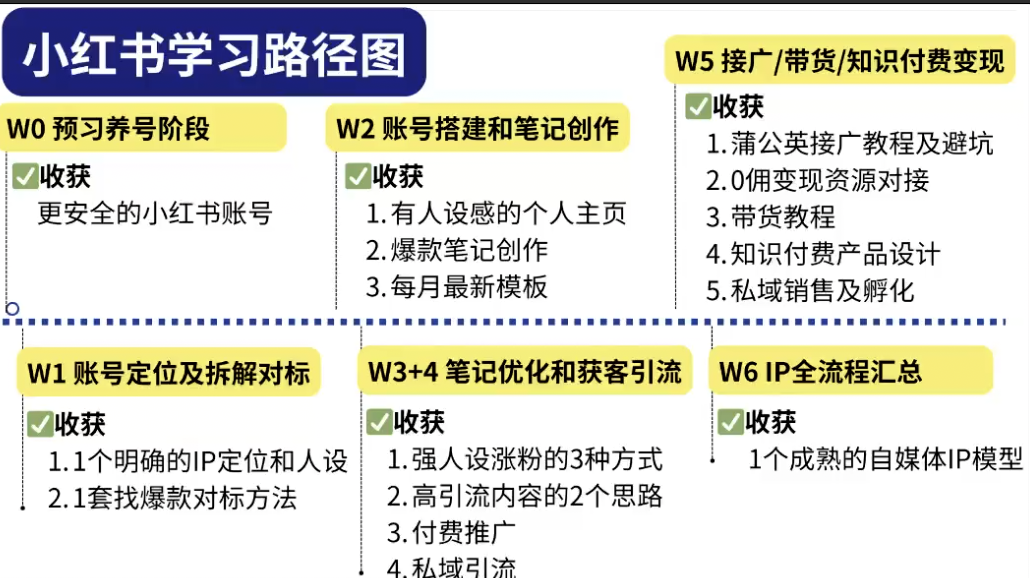 小红书学习路径图
W0 预习养号阶段
✅收获
更安全的小红书账号
W2 账号搭建和笔记创作
✅收获
1.有人设感的个人主页
2.爆款笔记创作
3.每月最新模板
W5 接广/带货/知识付费变现
✅收获
1.蒲公英接广教程及避坑
2.0佣变现资源对接
3.带货教程
4.知识付费产品设计
5.私域销售及孵化
W1 账号定位及拆解对标
✅收获
1.1个明确的IP定位和人设
2.1套找爆款对标方法
W3+4 笔记优化和获客引流
✅收获
1.强人设涨粉的3种方式
2.高引流内容的2个思路
3.付费推广
4.私域引流
W6 IP全流程汇总
✅收获
1个成熟的自媒体IP模型